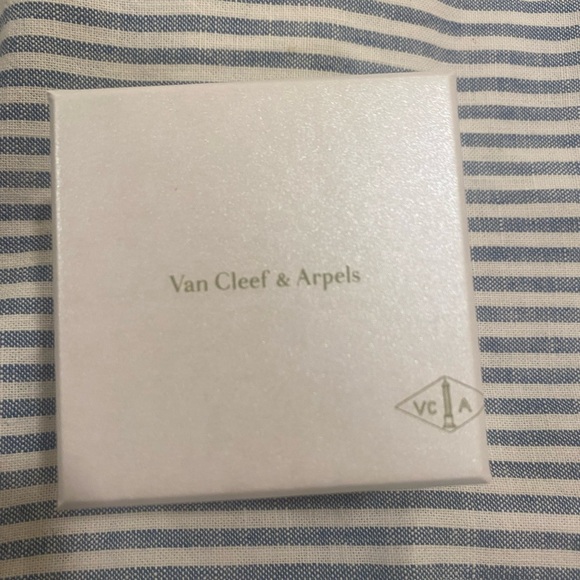 Van Cleef & Arpels
VC A